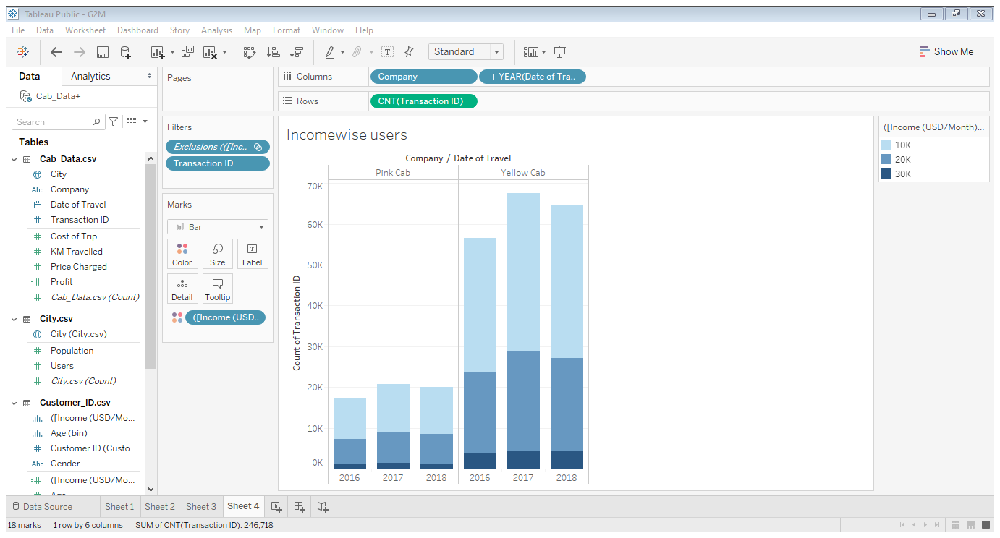 Tableau Public - G2M
File Data Worksheet Dashboard Story Analysis Map Format Window Help
Standard
Show Me
Data Analytics
Cab_Data+
Search
Tables
Cab_Data.csv
City
Abc Company
Date of Travel
Transaction ID
Cost of Trip
KM Travelled
Price Charged
Profit
Cab_Data.csv (Count)
City.csv
City (City.csv)
Population
Users
City.csv (Count)
Customer_ID.csv
([Income (USD/Mo...
Age (bin)
Customer ID (Custo...
Abc Gender
([Income (USD/Mo...
Age
Pages
Filters
Exclusions (([Inc..
Transaction ID
Marks
Bar
Color Size Label
Detail Tooltip
([Income (USD..
Columns Company YEAR(Date of Tra..
Rows CNT(Transaction ID)
Incomewise users
Company / Date of Travel
Pink Cab Yellow Cab
Count of Transaction ID
70K
60K
50K
40K
30K
20K
10K
0K
2016 2017 2018 2016 2017 2018
([Income (USD/Month)...
10K
20K
30K
Data Source Sheet 1 Sheet 2 Sheet 3 Sheet 4
18 marks 1 row by 6 columns SUM of CNT(Transaction ID): 246,718